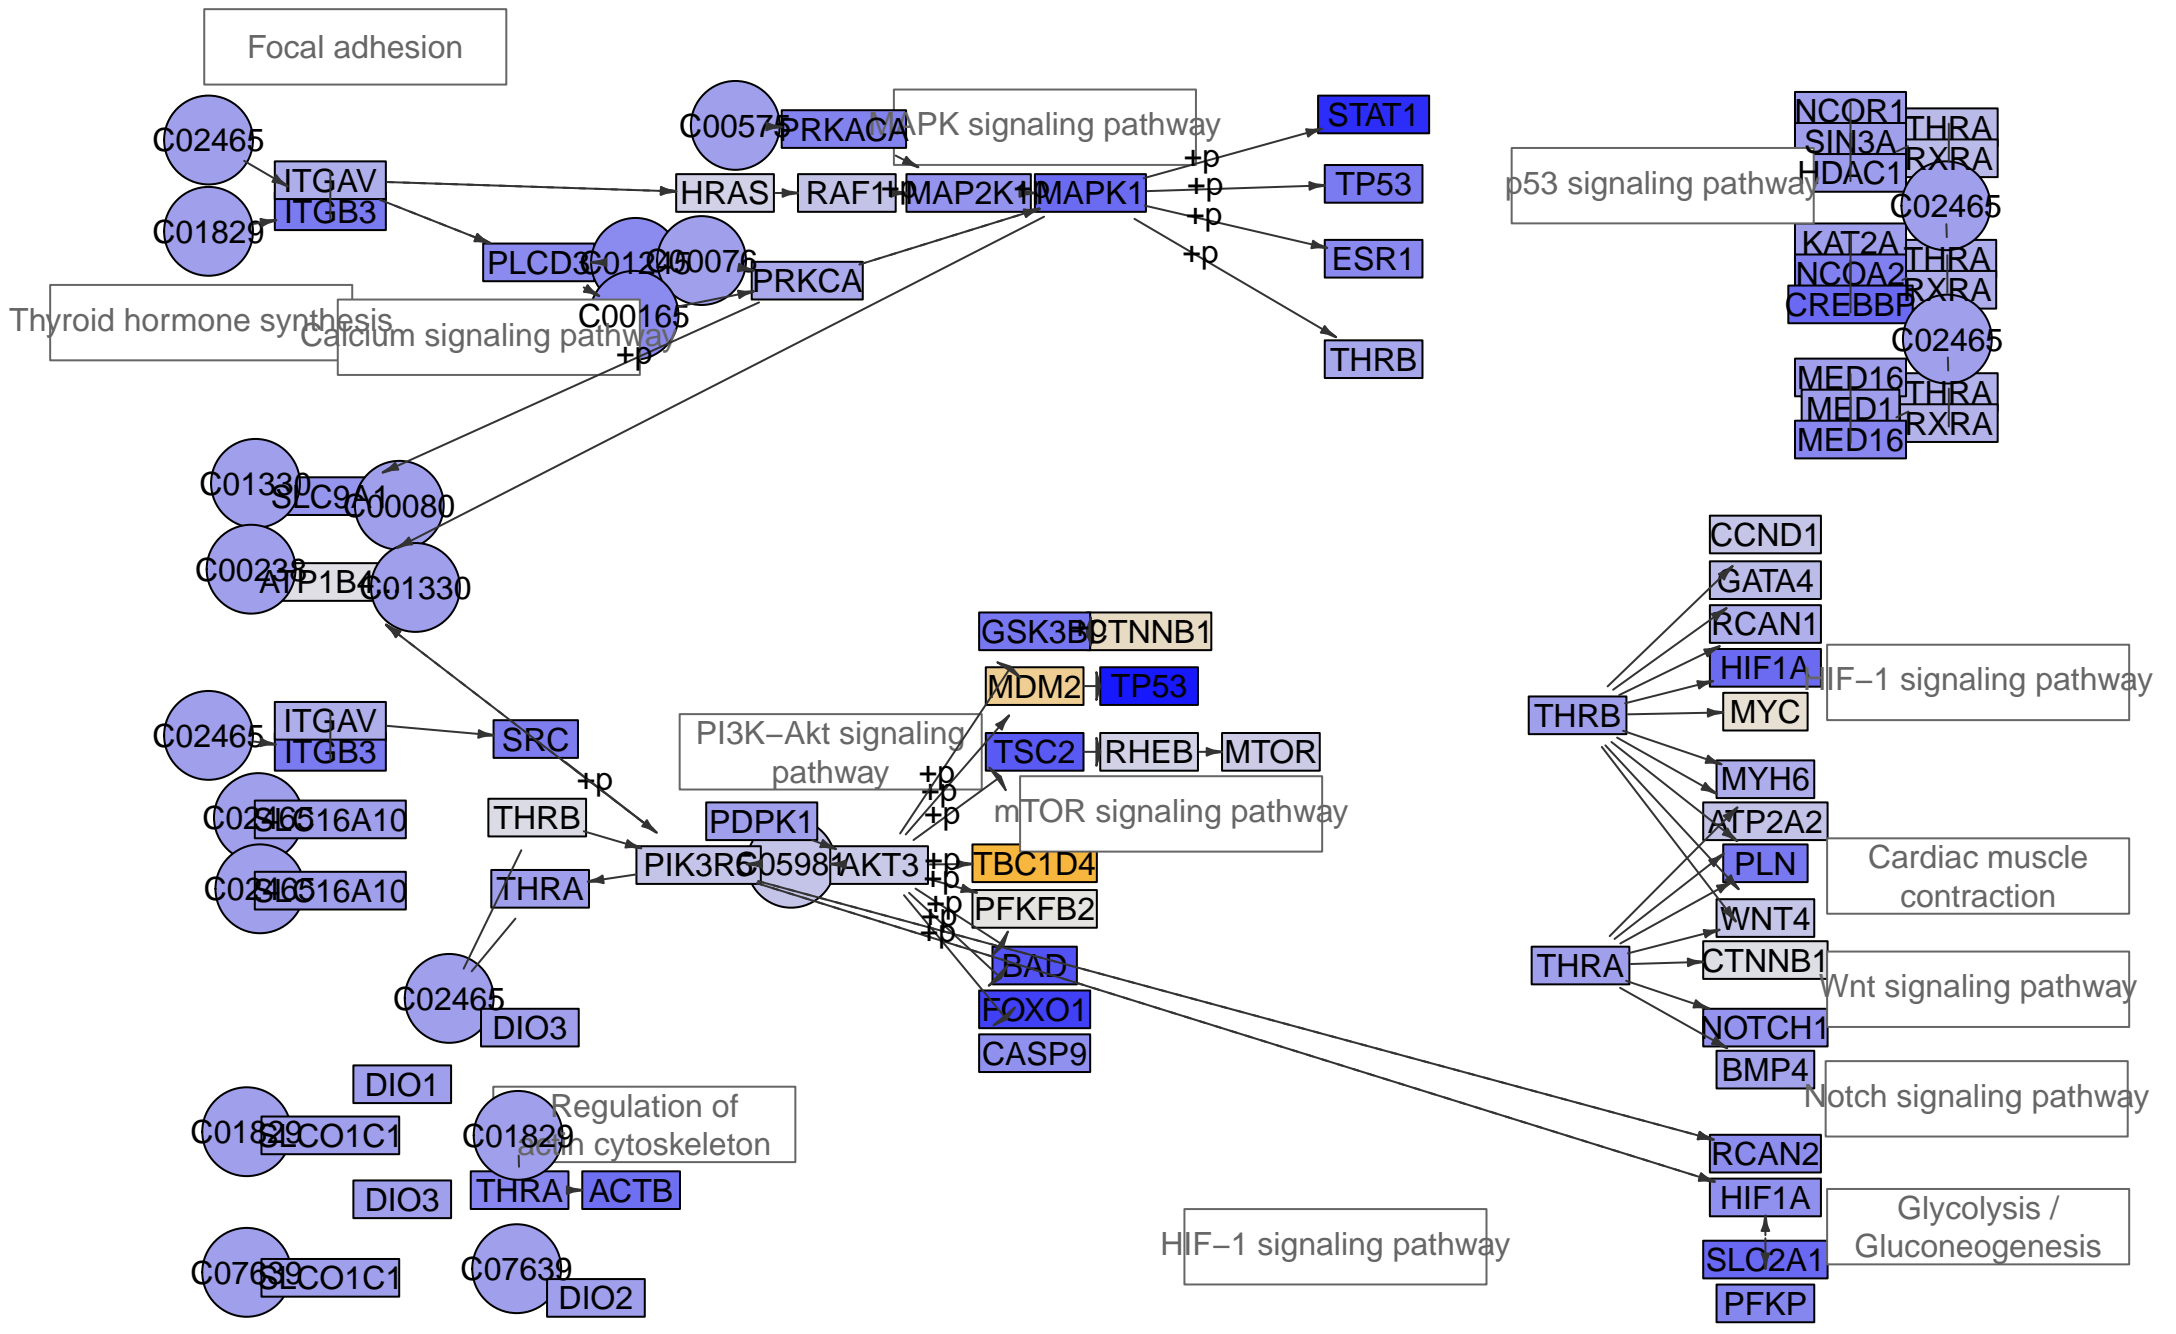 Focal adhesion
C02465
C01829
ITGAV
ITGB3
C00575
PRKACA
MAPK signaling pathway
HRAS
RAF1
+p
MAP2K1
+p
MAPK1
+p
+p
+p
+p
STAT1
TP53
ESR1
THRB
PLCD3
C01245
C00076
C00165
PRKCA
Thyroid hormone synthesis
Calcium signaling pathway
+p
p53 signaling pathway
NCOR1
SIN3A
HDAC1
THRA
RXRA
C02465
KAT2A
NCOA2
CREBBP
THRA
RXRA
C02465
MED16
MED1
MED16
THRA
RXRA
C01330
SLC9A1
C00080
C00238
ATP1B4...
C01330
CCND1
GATA4
RCAN1
HIF1A
MYC
HIF−1 signaling pathway
THRB
MYH6
ATP2A2
PLN
WNT4
CTNNB1
NOTCH1
BMP4
THRA
Cardiac muscle
contraction
Wnt signaling pathway
Notch signaling pathway
GSK3B
+p
CTNNB1
MDM2
TP53
TSC2
RHEB
MTOR
mTOR signaling pathway
PI3K−Akt signaling
pathway
+p
+p
+p
C02465
ITGAV
ITGB3
SRC
+p
C02465
SLC16A10
C02465
SLC16A10
THRB
THRA
PIK3R6
PDPK1
C05981
AKT3
+p
+p
+p
+p
+p
TBC1D4
PFKFB2
BAD
FOXO1
CASP9
C02465
DIO3
DIO1
C01829
SLCO1C1
DIO3
C07639
SLCO1C1
Regulation of
actin cytoskeleton
C01829
THRA
ACTB
C07639
DIO2
HIF−1 signaling pathway
RCAN2
HIF1A
SLC2A1
PFKP
Glycolysis /
Gluconeogenesis